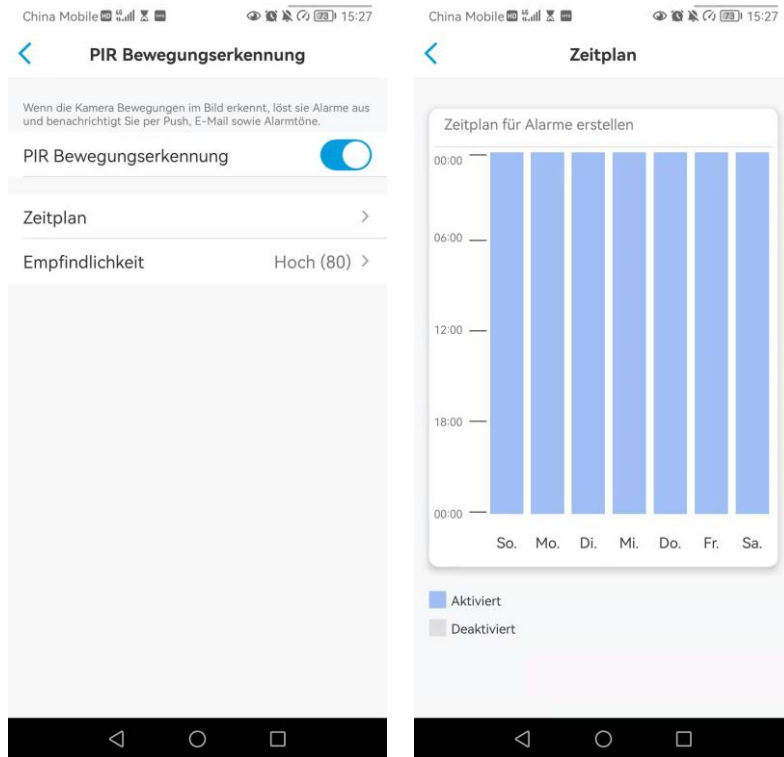 China Mobile 73 15:27
PIR Bewegungserkennung
Wenn die Kamera Bewegungen im Bild erkennt, löst sie Alarme aus
und benachrichtigt Sie per Push, E-Mail sowie Alarmtöne.
PIR Bewegungserkennung
Zeitplan
Empfindlichkeit Hoch (80)
China Mobile 73 15:27
Zeitplan
Zeitplan für Alarme erstellen
00:00
06:00
12:00
18:00
00:00
So. Mo. Di. Mi. Do. Fr. Sa.
Aktiviert
Deaktiviert